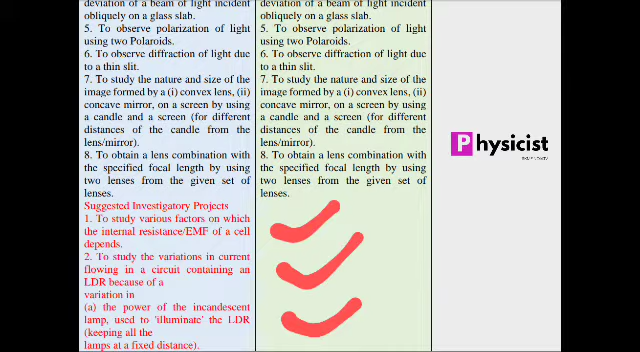 deviation of a beam of light incident
obliquely on a glass slab.
5. To observe polarization of light
using two Polaroids.
6. To observe diffraction of light due
to a thin slit.
7. To study the nature and size of the
image formed by a (i) convex lens, (ii)
concave mirror, on a screen by using
a candle and a screen (for different
distances of the candle from the
lens/mirror).
8. To obtain a lens combination with
the specified focal length by using
two lenses from the given set of
lenses.
Suggested Investigatory Projects
1. To study various factors on which
the internal resistance/EMF of a cell
depends.
2. To study the variations in current
flowing in a circuit containing an
LDR because of a
variation in
(a) the power of the incandescent
lamp, used to 'illuminate' the LDR
(keeping all the
lamps at a fixed distance).
deviation of a beam of light incident
obliquely on a glass slab.
5. To observe polarization of light
using two Polaroids.
6. To observe diffraction of light due
to a thin slit.
7. To study the nature and size of the
image formed by a (i) convex lens, (ii)
concave mirror, on a screen by using
a candle and a screen (for different
distances of the candle from the
lens/mirror).
8. To obtain a lens combination with
the specified focal length by using
two lenses from the given set of
lenses.
Physicist